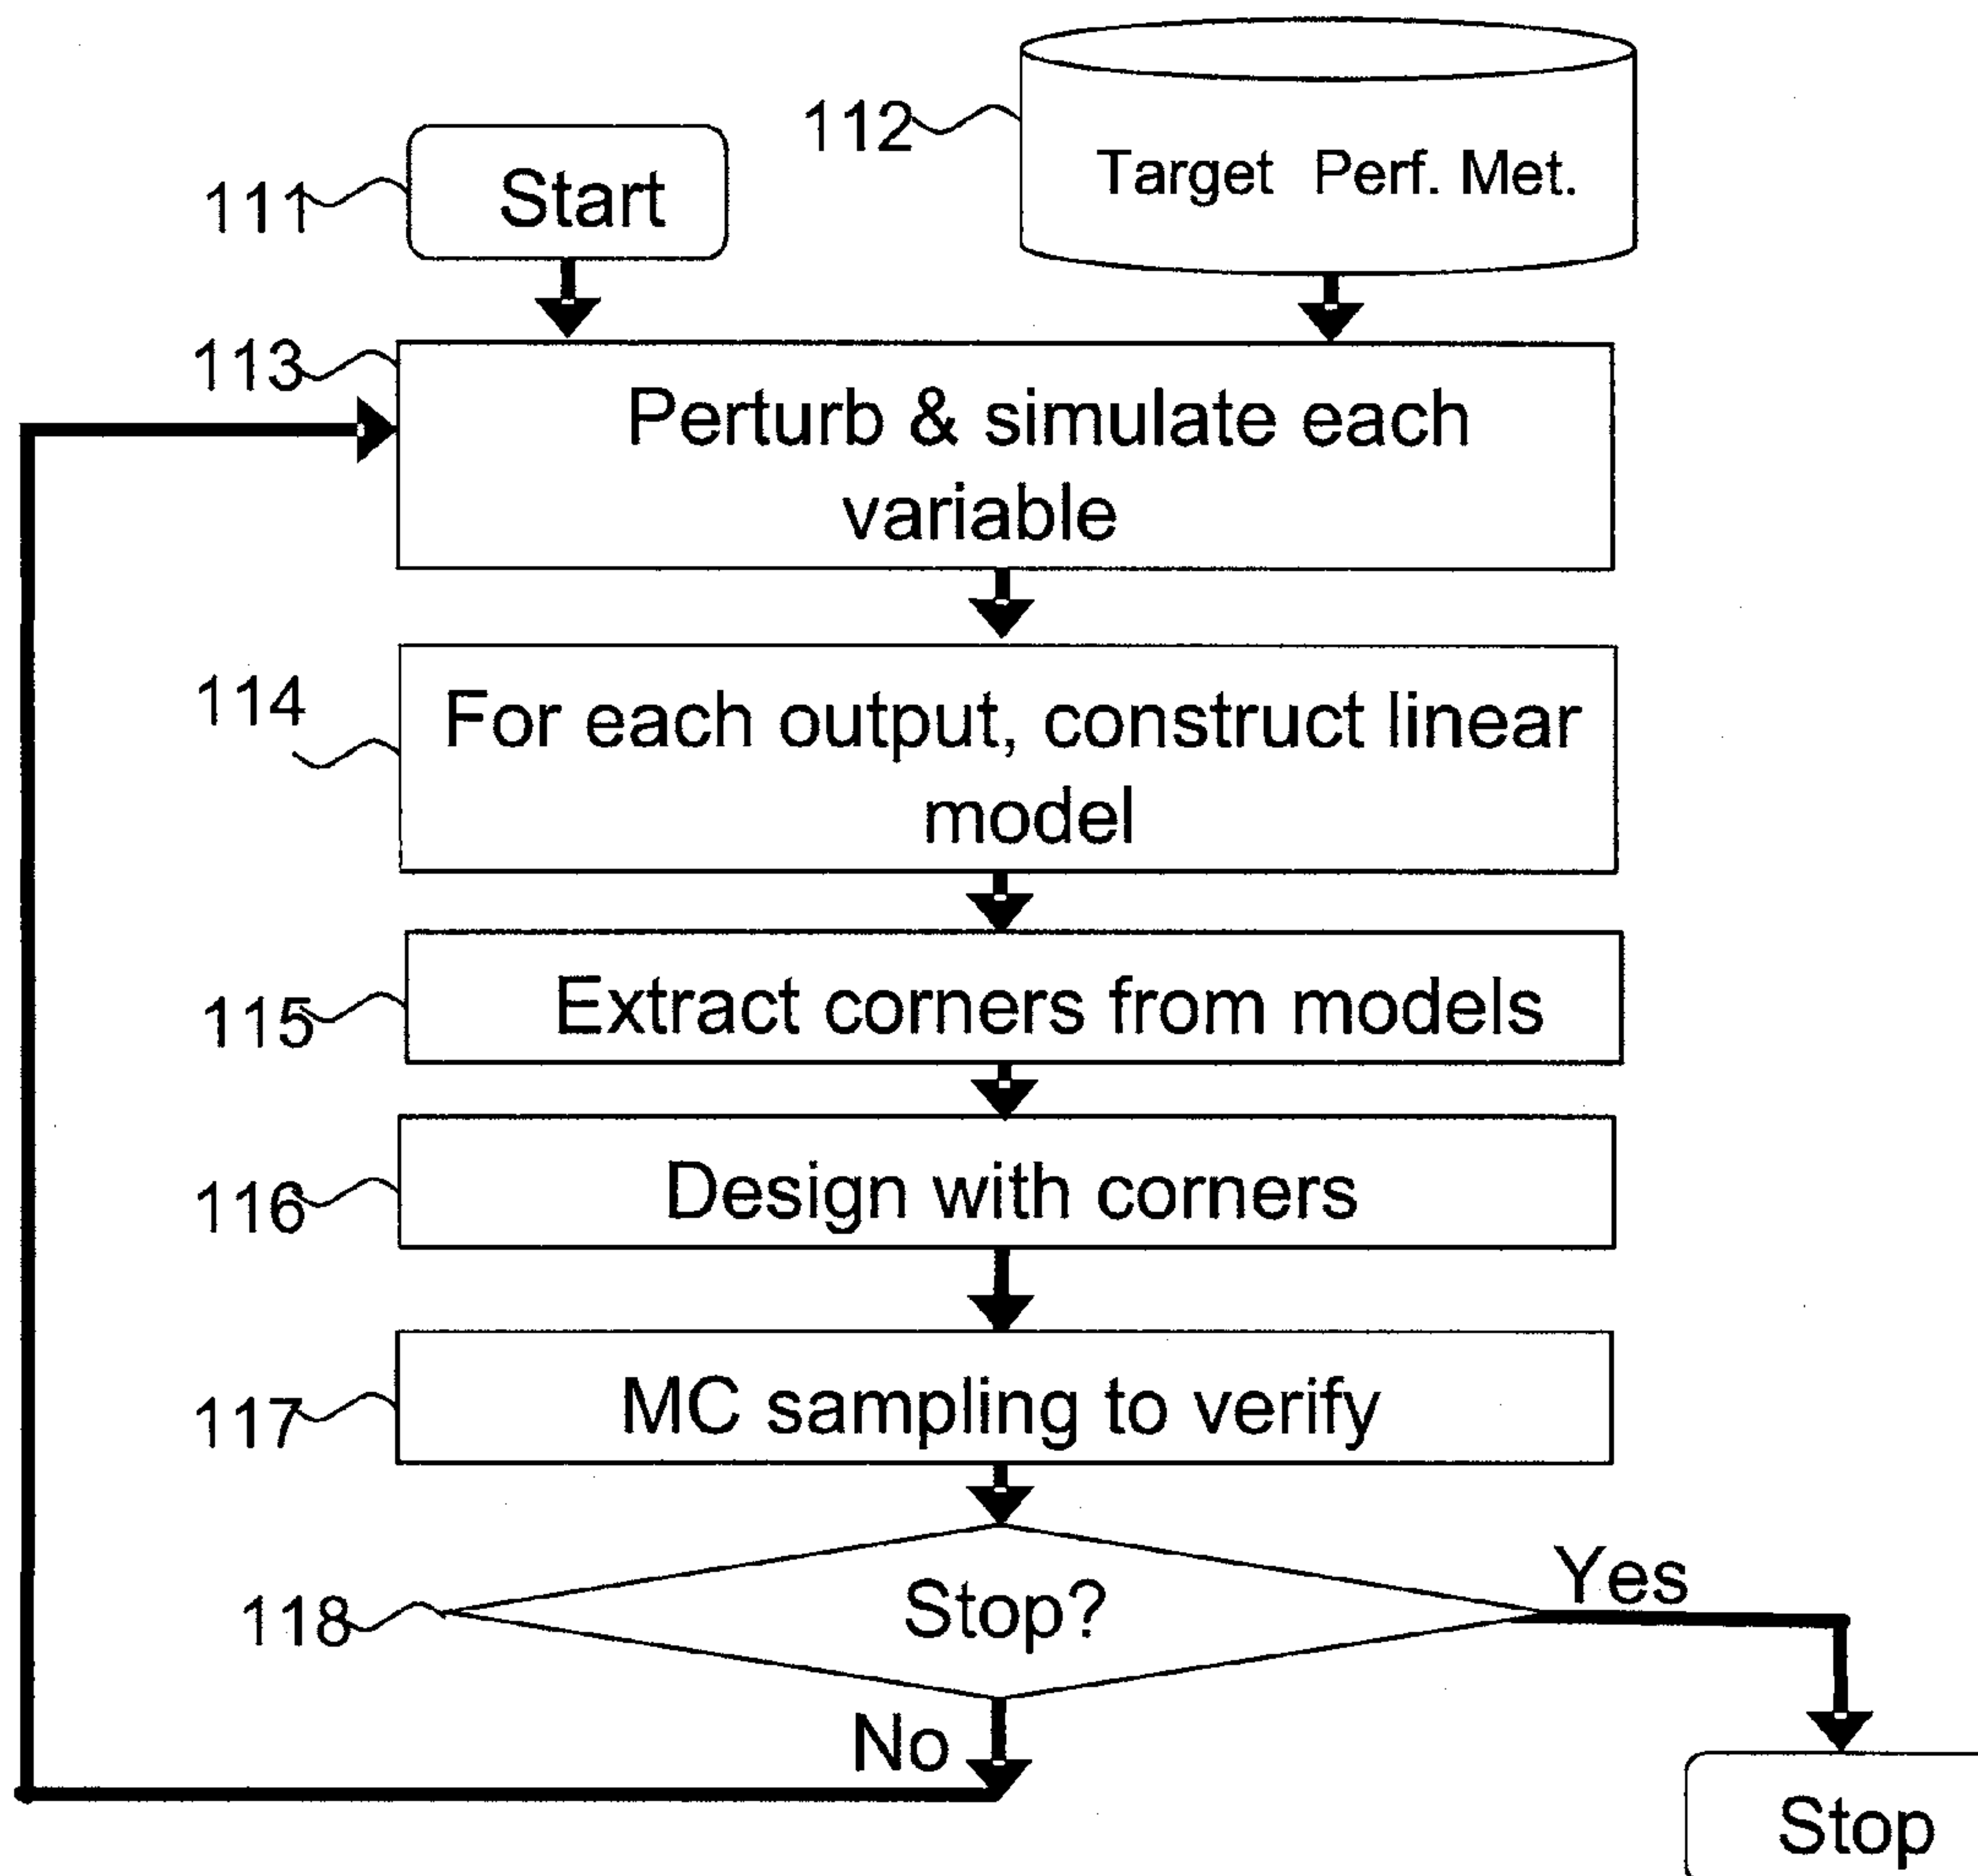 112
Target Perf. Met.
111
Start
113
Perturb & simulate each
variable
114
For each output, construct linear
model
115
Extract corners from models
116
Design with corners
117
MC sampling to verify
118
Stop?
Yes
No
Stop